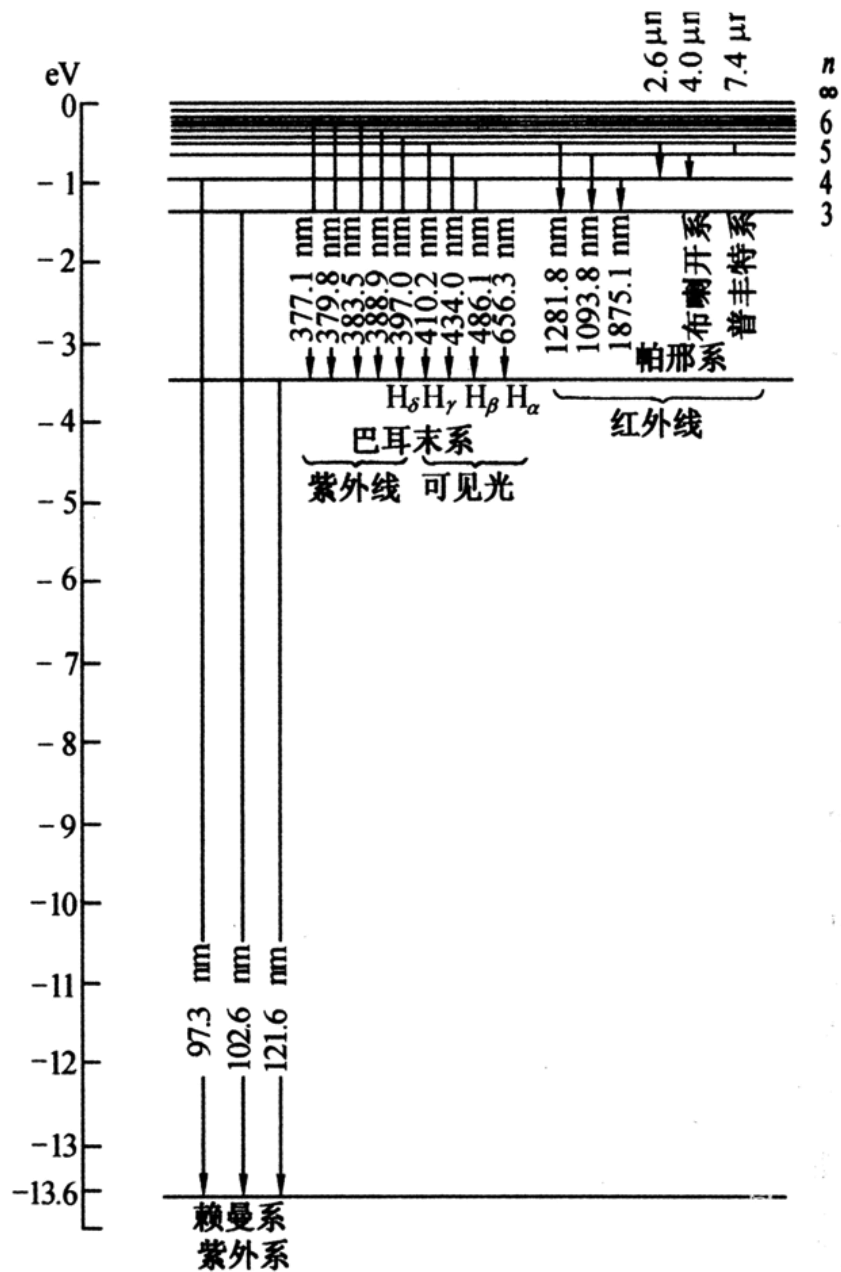 2.6 μn
4.0 μn
7.4 μr
eV
n
∞
0
6
5
-1
4
3
-2
-3
-4
-5
-6
-7
-8
-9
-10
-11
-12
-13
-13.6
377.1 nm
379.8 nm
383.5 nm
388.9 nm
397.0 nm
410.2 nm
434.0 nm
486.1 nm
656.3 nm
1281.8 nm
1093.8 nm
1875.1 nm
布喇开系
普丰特系
帕邢系
Hδ Hγ Hβ Hα
巴耳末系
红外线
紫外线 可见光
97.3 nm
102.6 nm
121.6 nm
赖曼系
紫外系